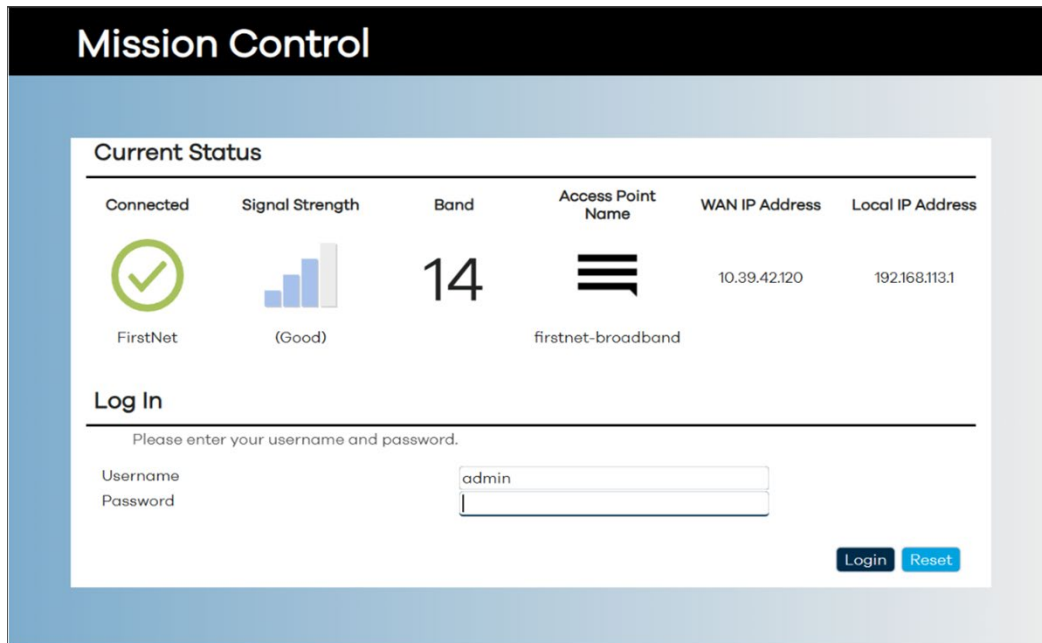 Mission Control
Current Status
Connected
Signal Strength
Band
Access Point
Name
WAN IP Address
Local IP Address
14
10.39.42.120
192.168.113.1
FirstNet
(Good)
firstnet-broadband
Log In
Please enter your username and password.
Username
admin
Password
Login
Reset